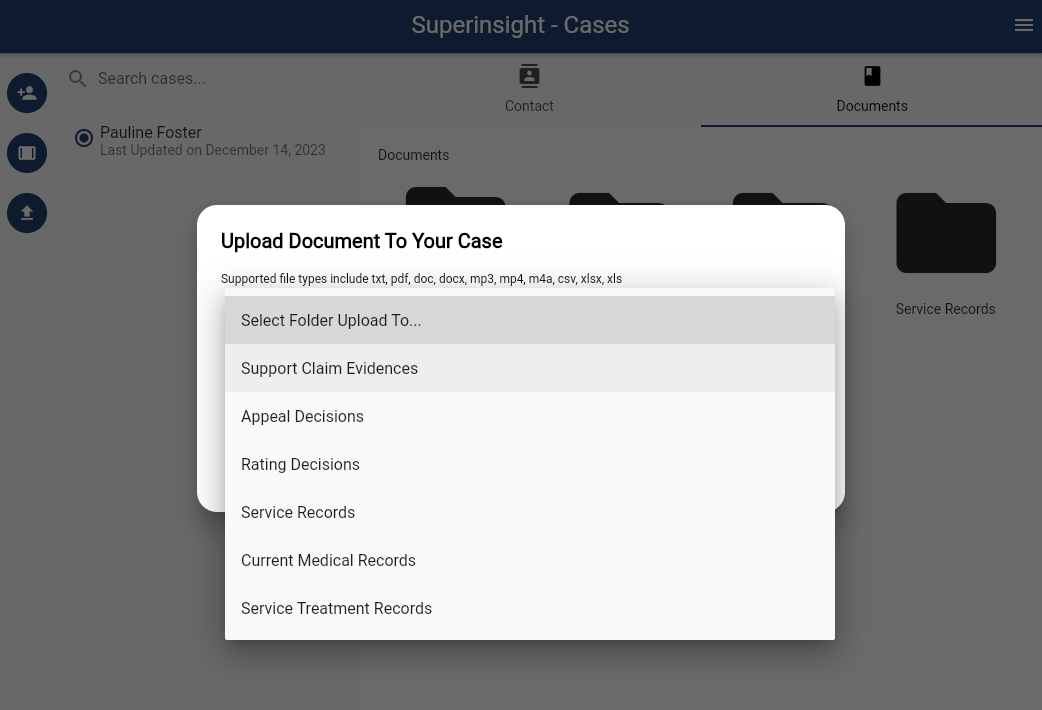 Superinsight - Cases
Search cases...
Contact
Documents
Pauline Foster
Last Updated on December 14, 2023
Documents
Service Records
Upload Document To Your Case
Supported file types include txt, pdf, doc, docx, mp3, mp4, m4a, csv, xlsx, xls
Select Folder Upload To...
Support Claim Evidences
Appeal Decisions
Rating Decisions
Service Records
Current Medical Records
Service Treatment Records